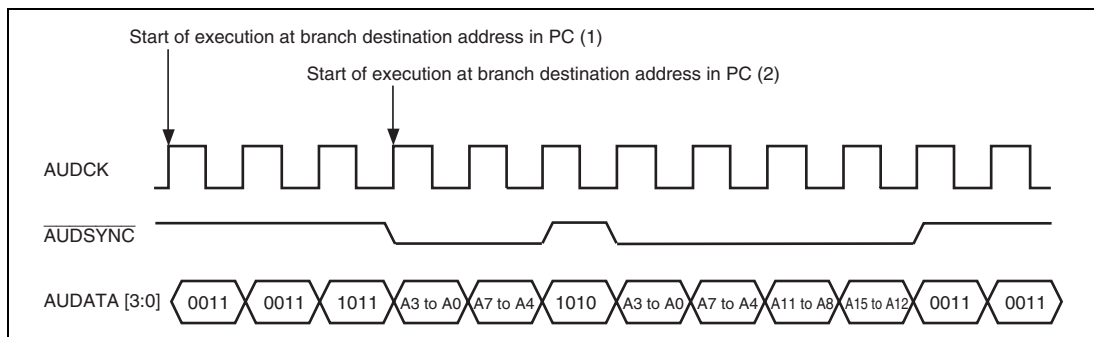 Start of execution at branch destination address in PC (1)
Start of execution at branch destination address in PC (2)
AUDCK
AUDSYNC
AUDATA [3:0] 0011 0011 1011 A3 to A0 A7 to A4 1010 A3 to A0 A7 to A4 A11 to A8 A15 to A12 0011 0011